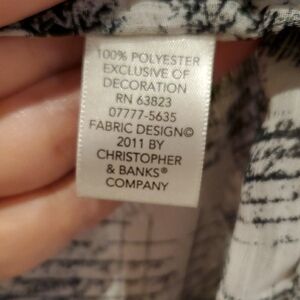 100% POLYESTER
EXCLUSIVE OF
DECORATION
RN 63823
07777-5635
FABRIC DESIGN©
2011 BY
CHRISTOPHER
& BANKS®
COMPANY